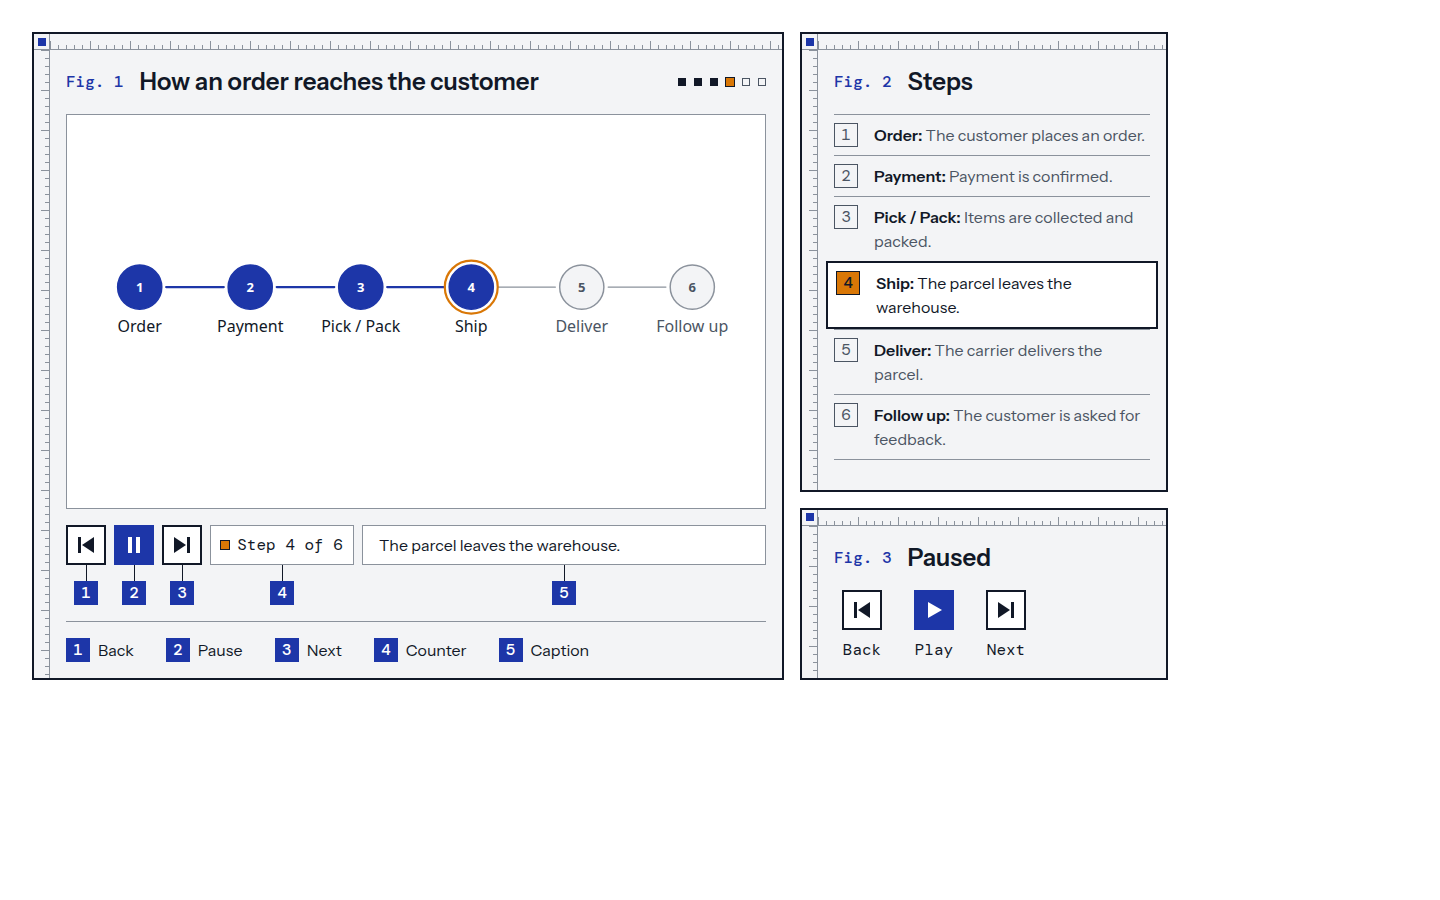 Fig. 1 How an order reaches the customer
1 2 3 4 5 6
Order Payment Pick / Pack Ship Deliver Follow up
Step 4 of 6
The parcel leaves the warehouse.
1 2 3 4 5
1 Back 2 Pause 3 Next 4 Counter 5 Caption
Fig. 2 Steps
1 Order: The customer places an order.
2 Payment: Payment is confirmed.
3 Pick / Pack: Items are collected and
packed.
4 Ship: The parcel leaves the
warehouse.
5 Deliver: The carrier delivers the
parcel.
6 Follow up: The customer is asked for
feedback.
Fig. 3 Paused
Back Play Next